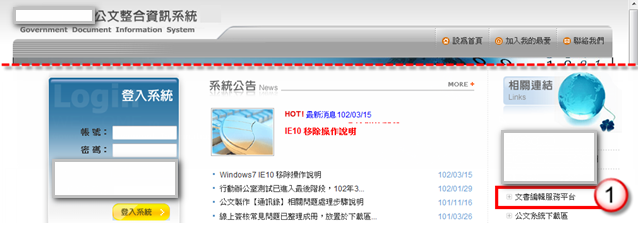 公文整合資訊系統
Government Document Information System
設為首頁 加入我的最愛 聯絡我們
Login
登入系統
帳號：
密碼：
登入系統
系統公告 News
MORE +
HOT! 最新消息 102/03/15
IE10 移除操作說明
Windows7 IE10 移除操作說明 102/03/15
行動辦公室測試已進入最後階段，102年3... 102/01/29
公文製作【通訊錄】相關問題處理步驟說明 101/11/16
線上簽核常見問題已整理成冊，放置於下載區... 101/03/26
相關連結
Links
文書編輯服務平台
1
公文系統下載區